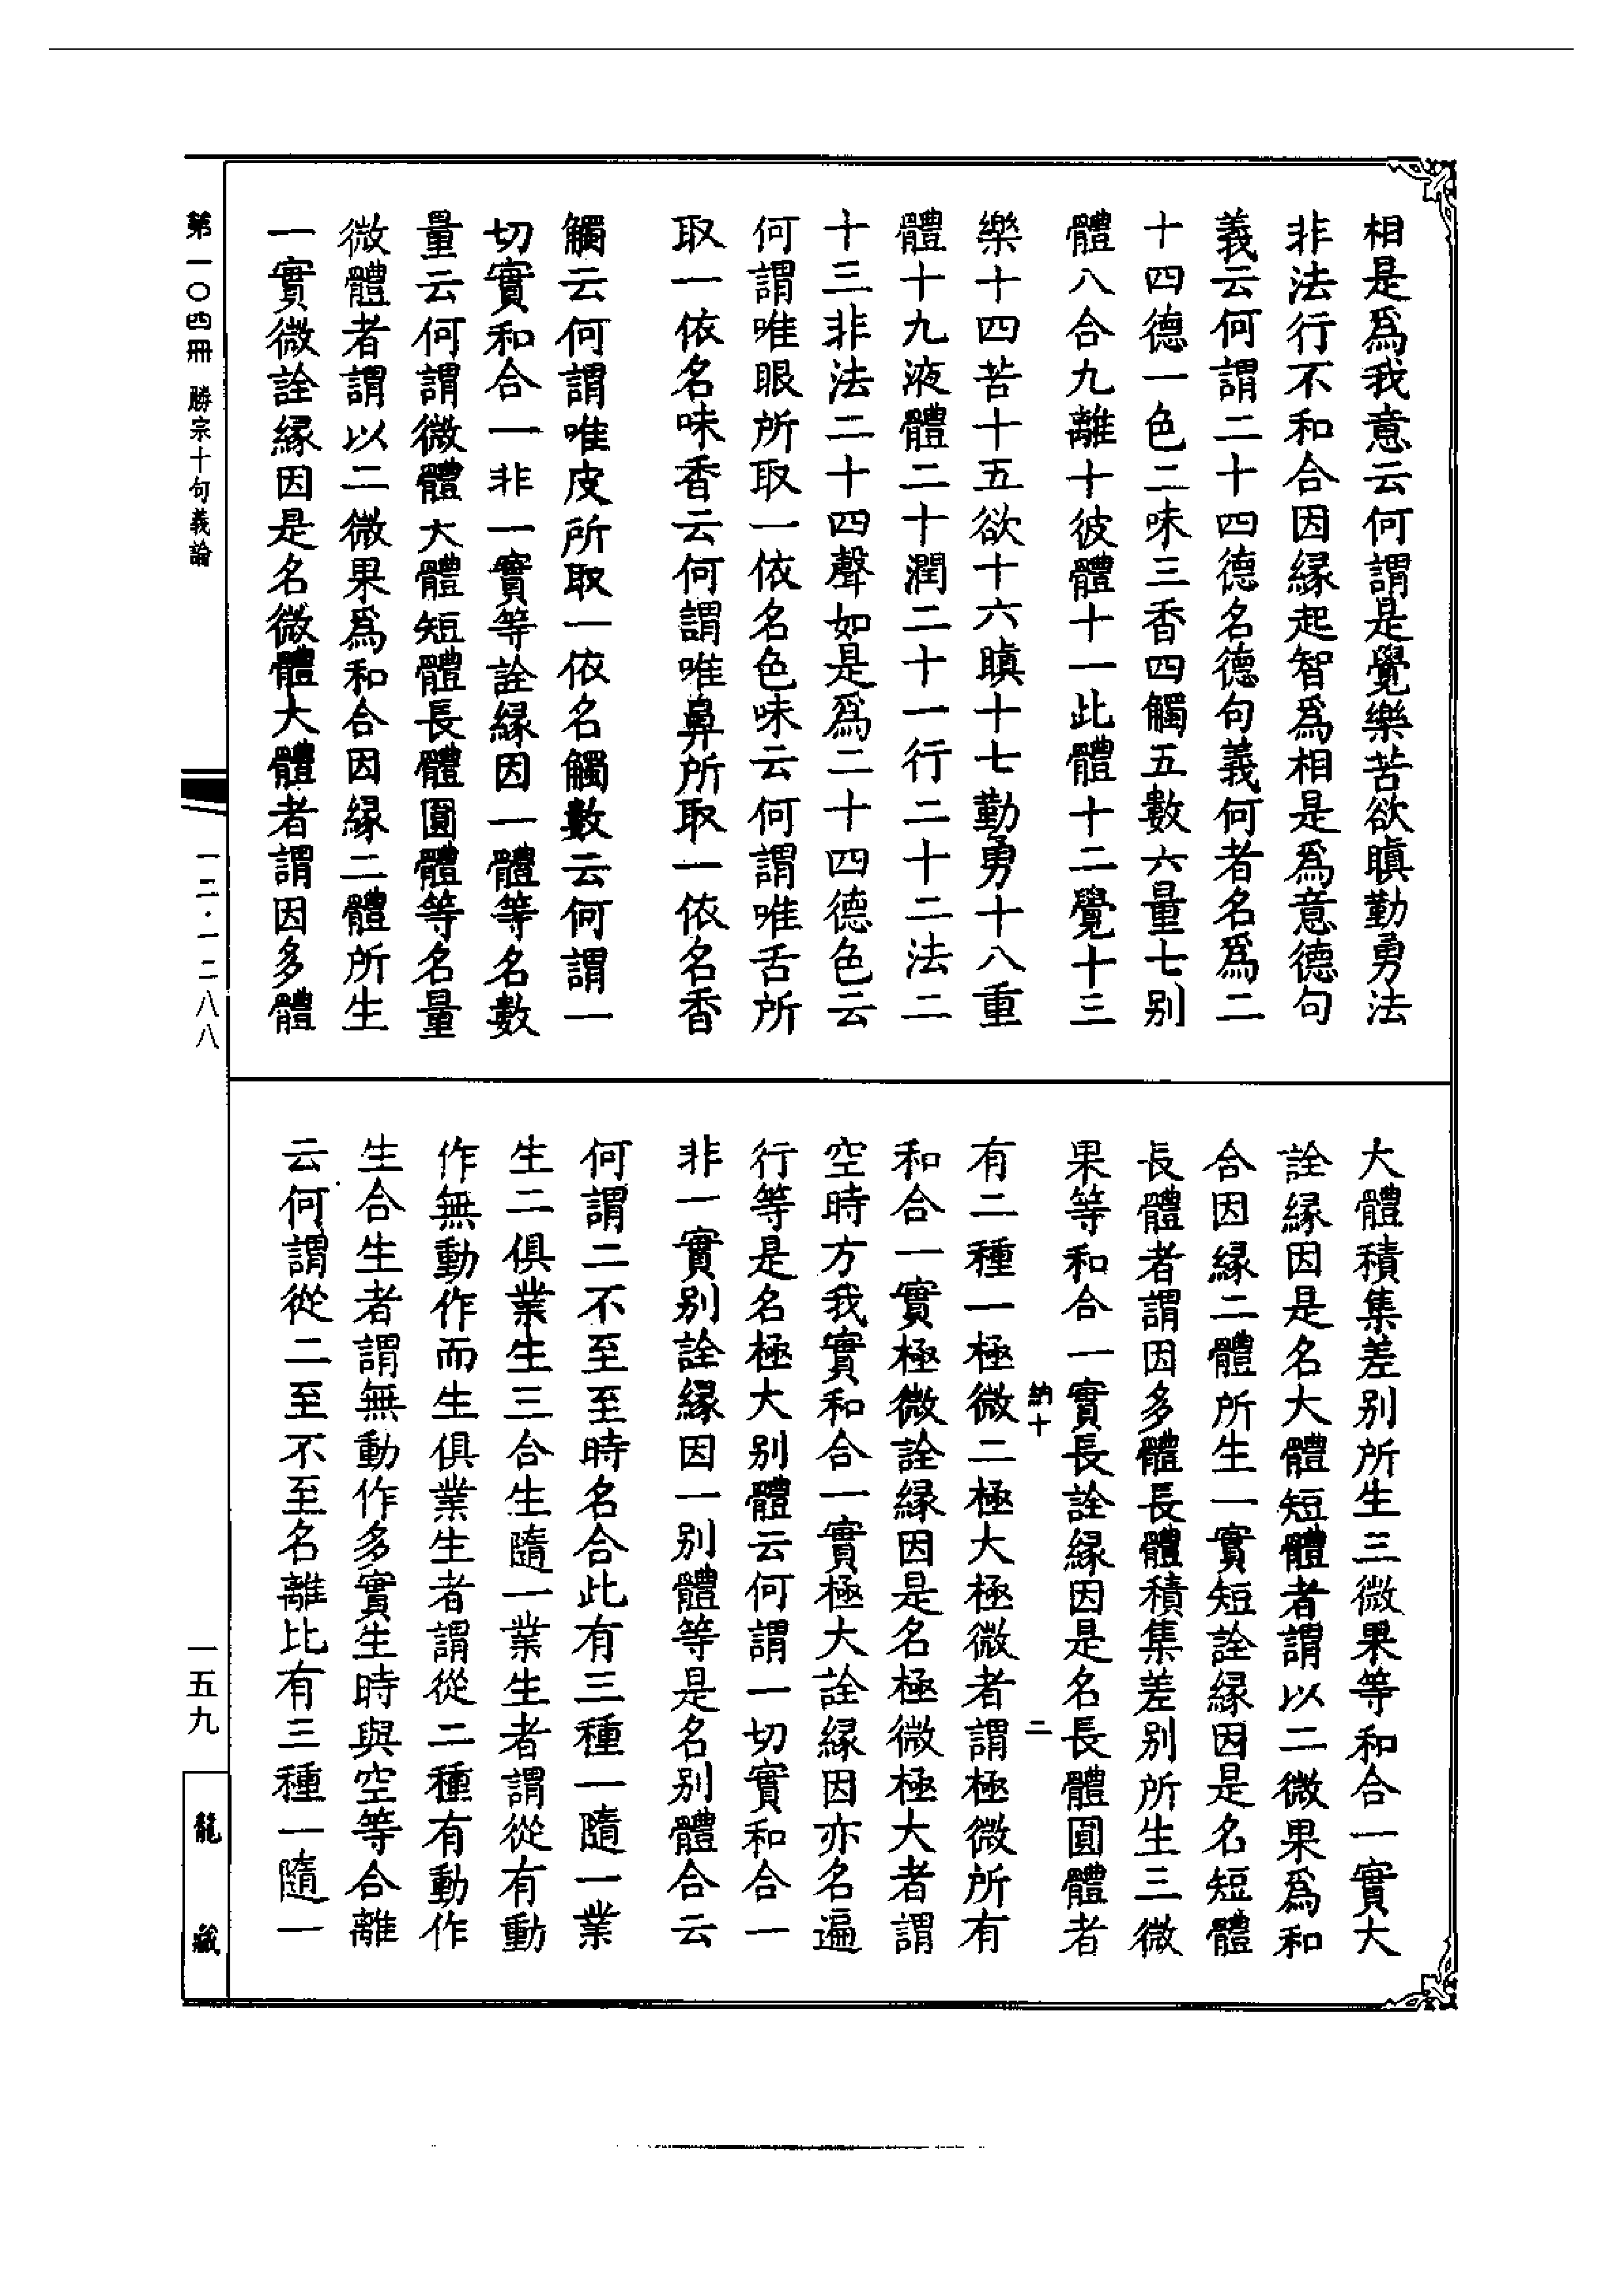 相是爲我意云何謂是覺樂苦欲瞋勤勇法
非法行不和合因縁起智爲相是爲意德句
義云何謂二十四德名德句義何者名爲二
十四德一色二味三香四觸五數六量七別
體八合九離十彼體十一此體十二覺十三
樂十四苦十五欲十六瞋十七勤勇十八重
體十九液體二十潤二十一行二十二法二
十三非法二十四聲如是爲二十四德色云
何謂唯眼所取一依名色味云何謂唯舌所
取一依名味香云何謂唯鼻所取一依名香
觸云何謂唯皮所取一依名觸數云何謂一
切實和合一非一實等詮縁因一體等名數
量云何謂微體大體短體長體圓體等名量
微體者謂以二微果爲和合因縁二體所生
一實微詮縁因是名微體大體者謂因多體
大體積集差別所生三微果等和合一實大
詮縁因是名大體短體者謂以二微果爲和
合因縁二體所生一實短詮縁因是名短體
長體者謂因多體長體積集差別所生三微
果等和合一實長詮縁因是名長體圓體者
納十 二
有二種一極微二極大極微者謂極微所有
和合一實極微詮縁因是名極微極大者謂
空時方我實和合一實極大詮縁因亦名遍
行等是名極大別體云何謂一切實和合一
非一實別詮縁因一別體等是名別體合云
何謂二不至至時名合此有三種一隨一業
生二俱業生三合生隨一業生者謂從有動
作無動作而生俱業生者謂從二種有動作
生合生者謂無動作多實生時與空等合離
云何謂從二至不至名離比有三種一隨一
第一〇四冊 勝宗十句義論
一二·一二八八
一五九
龍藏